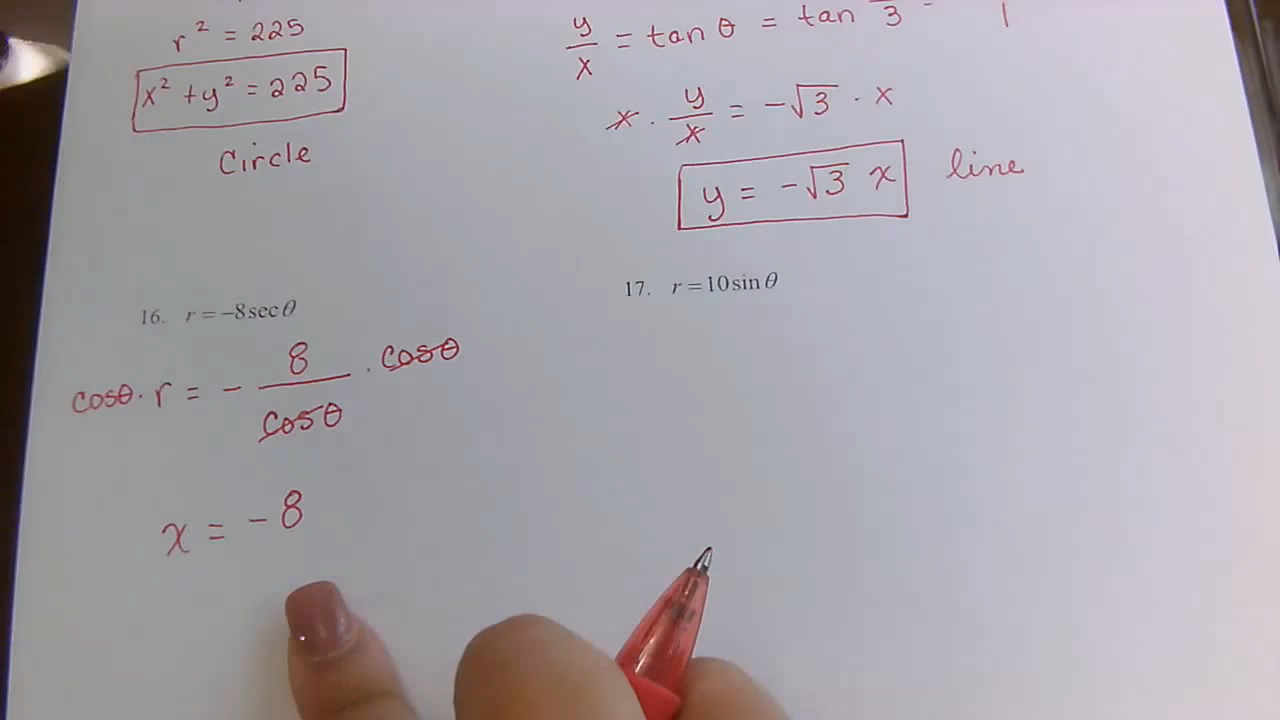 r² = 225
x² + y² = 225
Circle
y/x = tan θ = tan
x · y/x = -√3 · x
y = -√3 x line
16. r = -8 sec θ
cosθ · r = - 8/cosθ · cosθ
x = -8
17. r = 10 sin θ